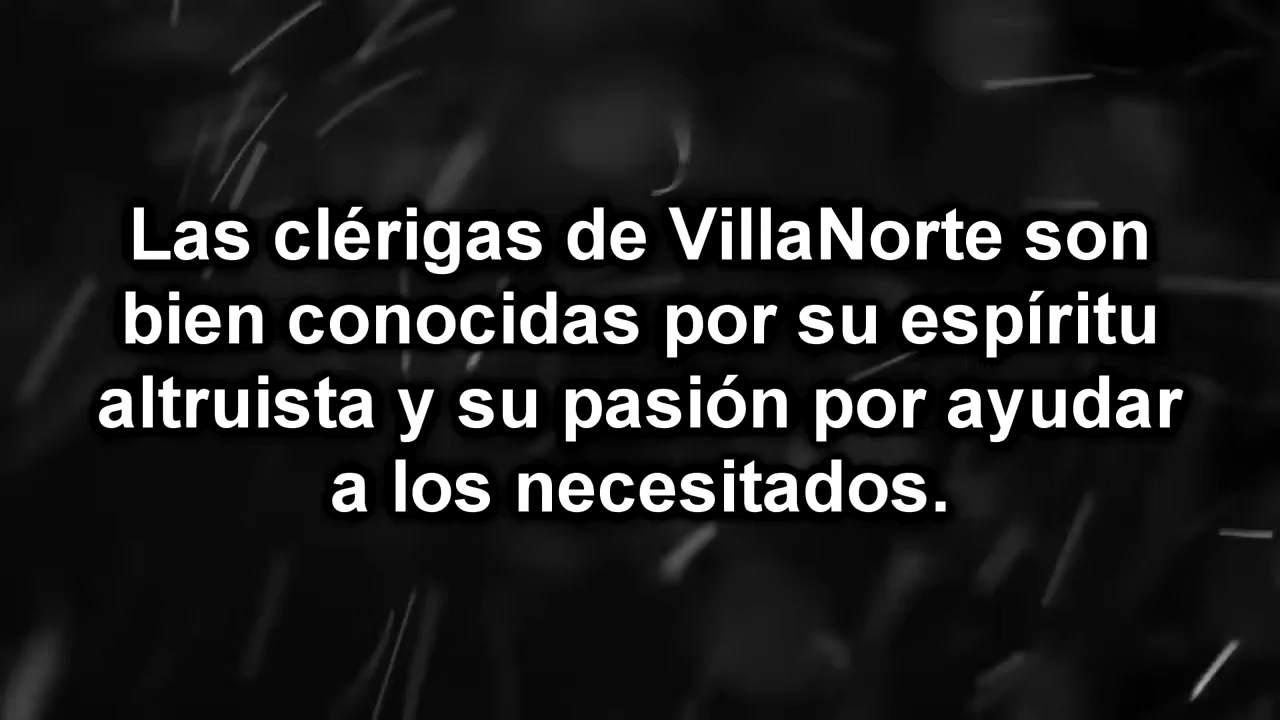 Las clérigas de VillaNorte son
bien conocidas por su espíritu
altruista y su pasión por ayudar
a los necesitados.